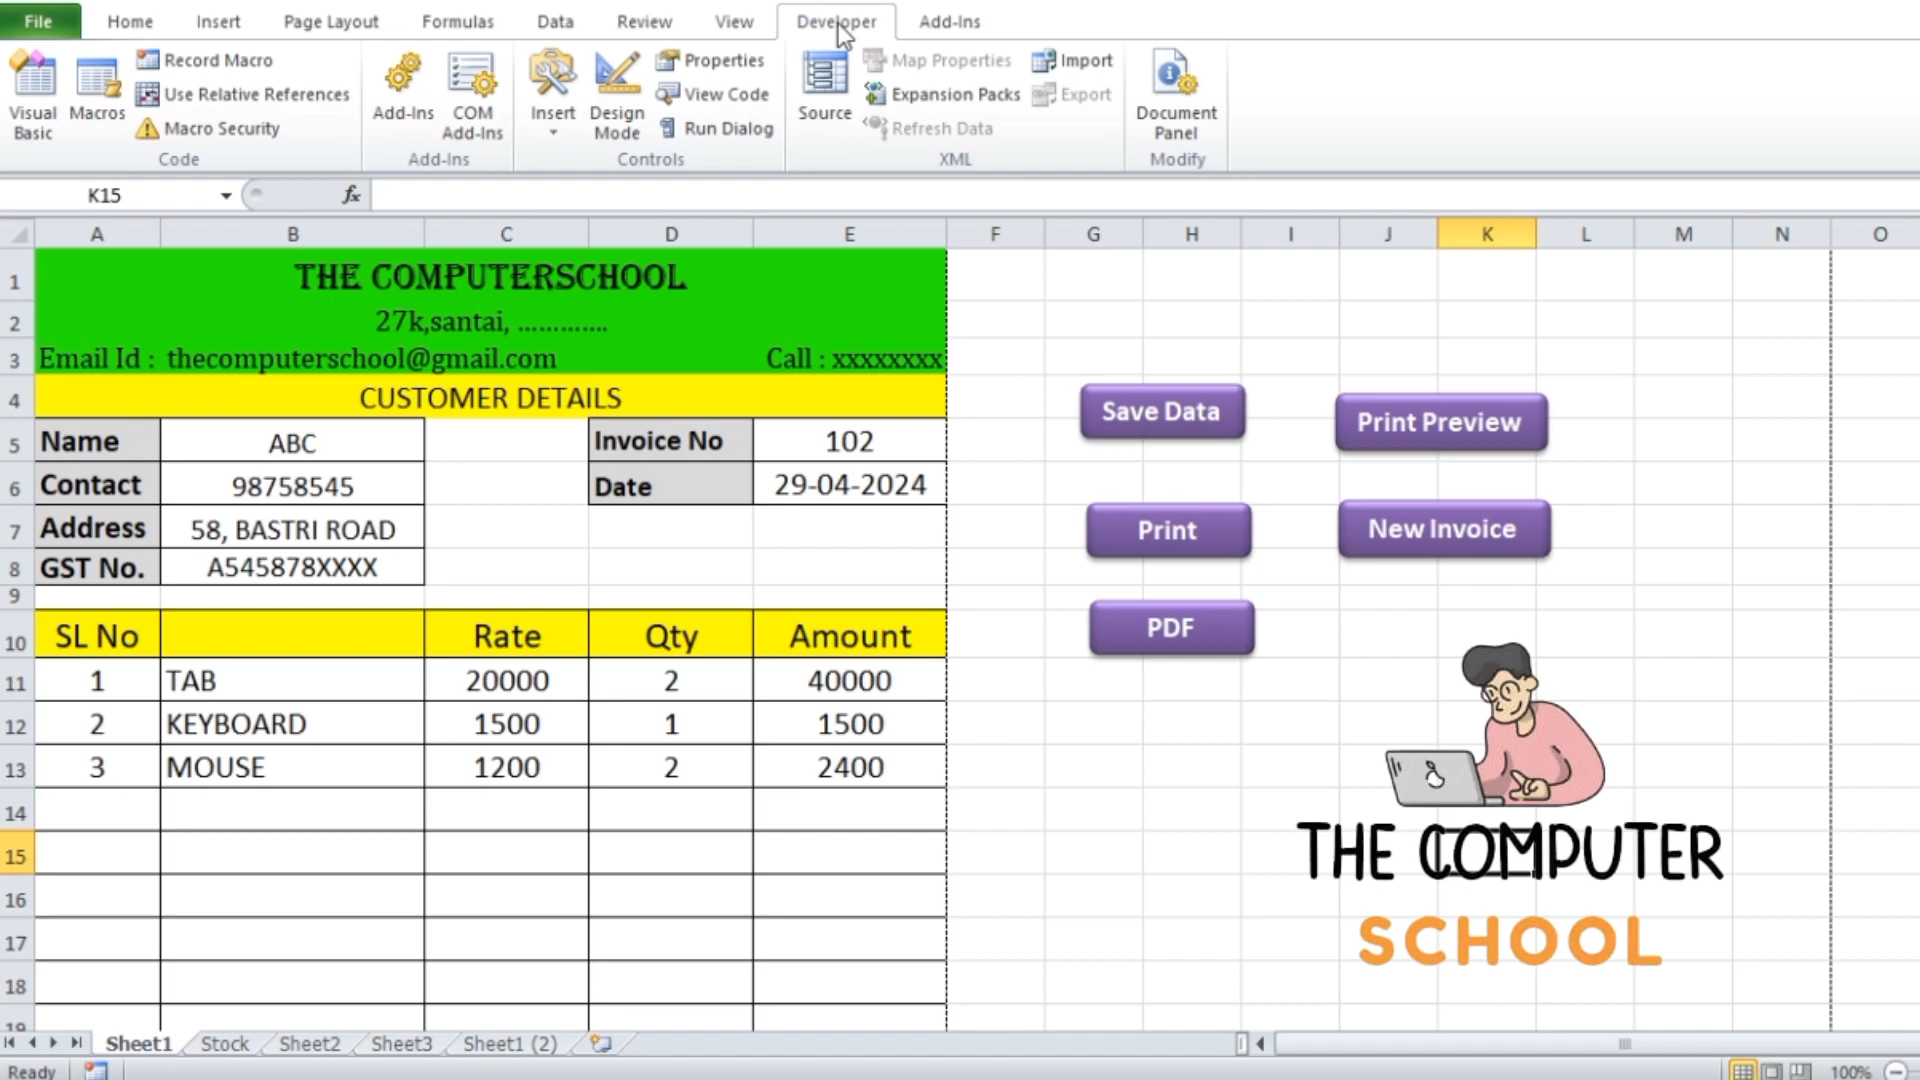 File Home Insert Page Layout Formulas Data Review View Developer Add-Ins
Visual Basic
Macros
Record Macro
Use Relative References
Macro Security
Code
Add-Ins
COM Add-Ins
Add-Ins
Insert
Design Mode
Properties
View Code
Run Dialog
Controls
Source
Map Properties
Expansion Packs
Refresh Data
Import
Export
XML
Document Panel
Modify
K15 fx
A B C D E F G H I J K L M N O
1 THE COMPUTERSCHOOL
2 27k,santai, .............
3 Email Id : thecomputerschool@gmail.com Call : xxxxxxxx
4 CUSTOMER DETAILS
5 Name ABC Invoice No 102
6 Contact 98758545 Date 29-04-2024
7 Address 58, BASTRI ROAD
8 GST No. A545878XXXX
9
10 SL No Rate Qty Amount
11 1 TAB 20000 2 40000
12 2 KEYBOARD 1500 1 1500
13 3 MOUSE 1200 2 2400
14
15
16
17
18
19
Save Data Print Preview
Print New Invoice
PDF
THE COMPUTER
SCHOOL
Sheet1 Stock Sheet2 Sheet3 Sheet1 (2)
Ready 100%